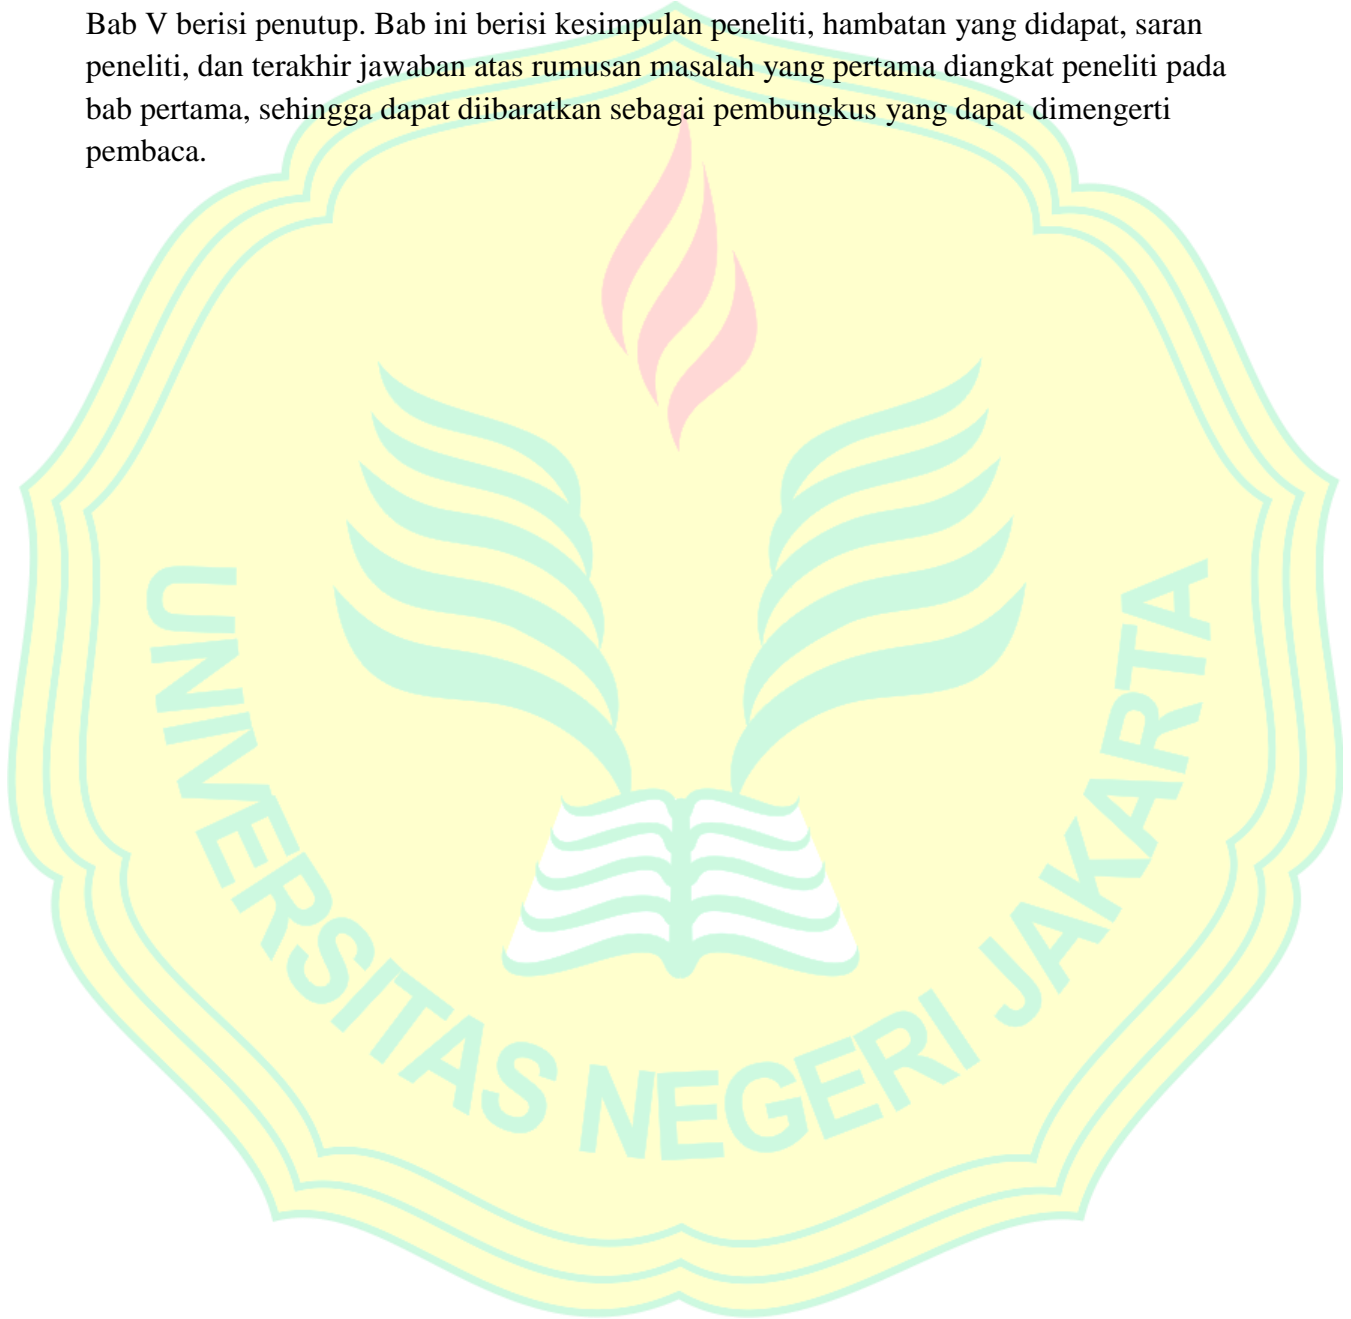 Bab V berisi penutup. Bab ini berisi kesimpulan peneliti, hambatan yang didapat, saran
peneliti, dan terakhir jawaban atas rumusan masalah yang pertama diangkat peneliti pada
bab pertama, sehingga dapat diibaratkan sebagai pembungkus yang dapat dimengerti
pembaca.
UNIVERSITAS NEGERI JAKARTA